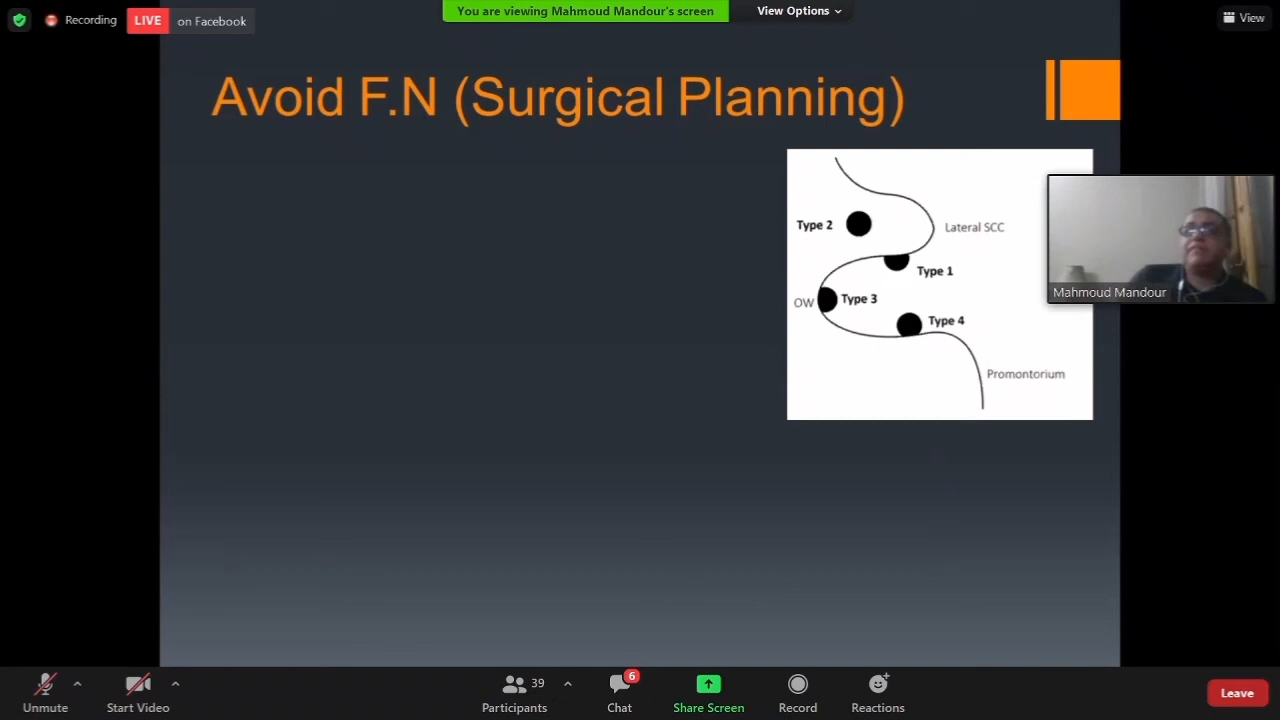 Recording
LIVE
on Facebook
You are viewing Mahmoud Mandour's screen
View Options
View
Avoid F.N (Surgical Planning)
Type 2
Lateral SCC
Type 1
OW
Type 3
Type 4
Promontorium
Mahmoud Mandour
Unmute
Start Video
39
Participants
6
Chat
Share Screen
Record
Reactions
Leave